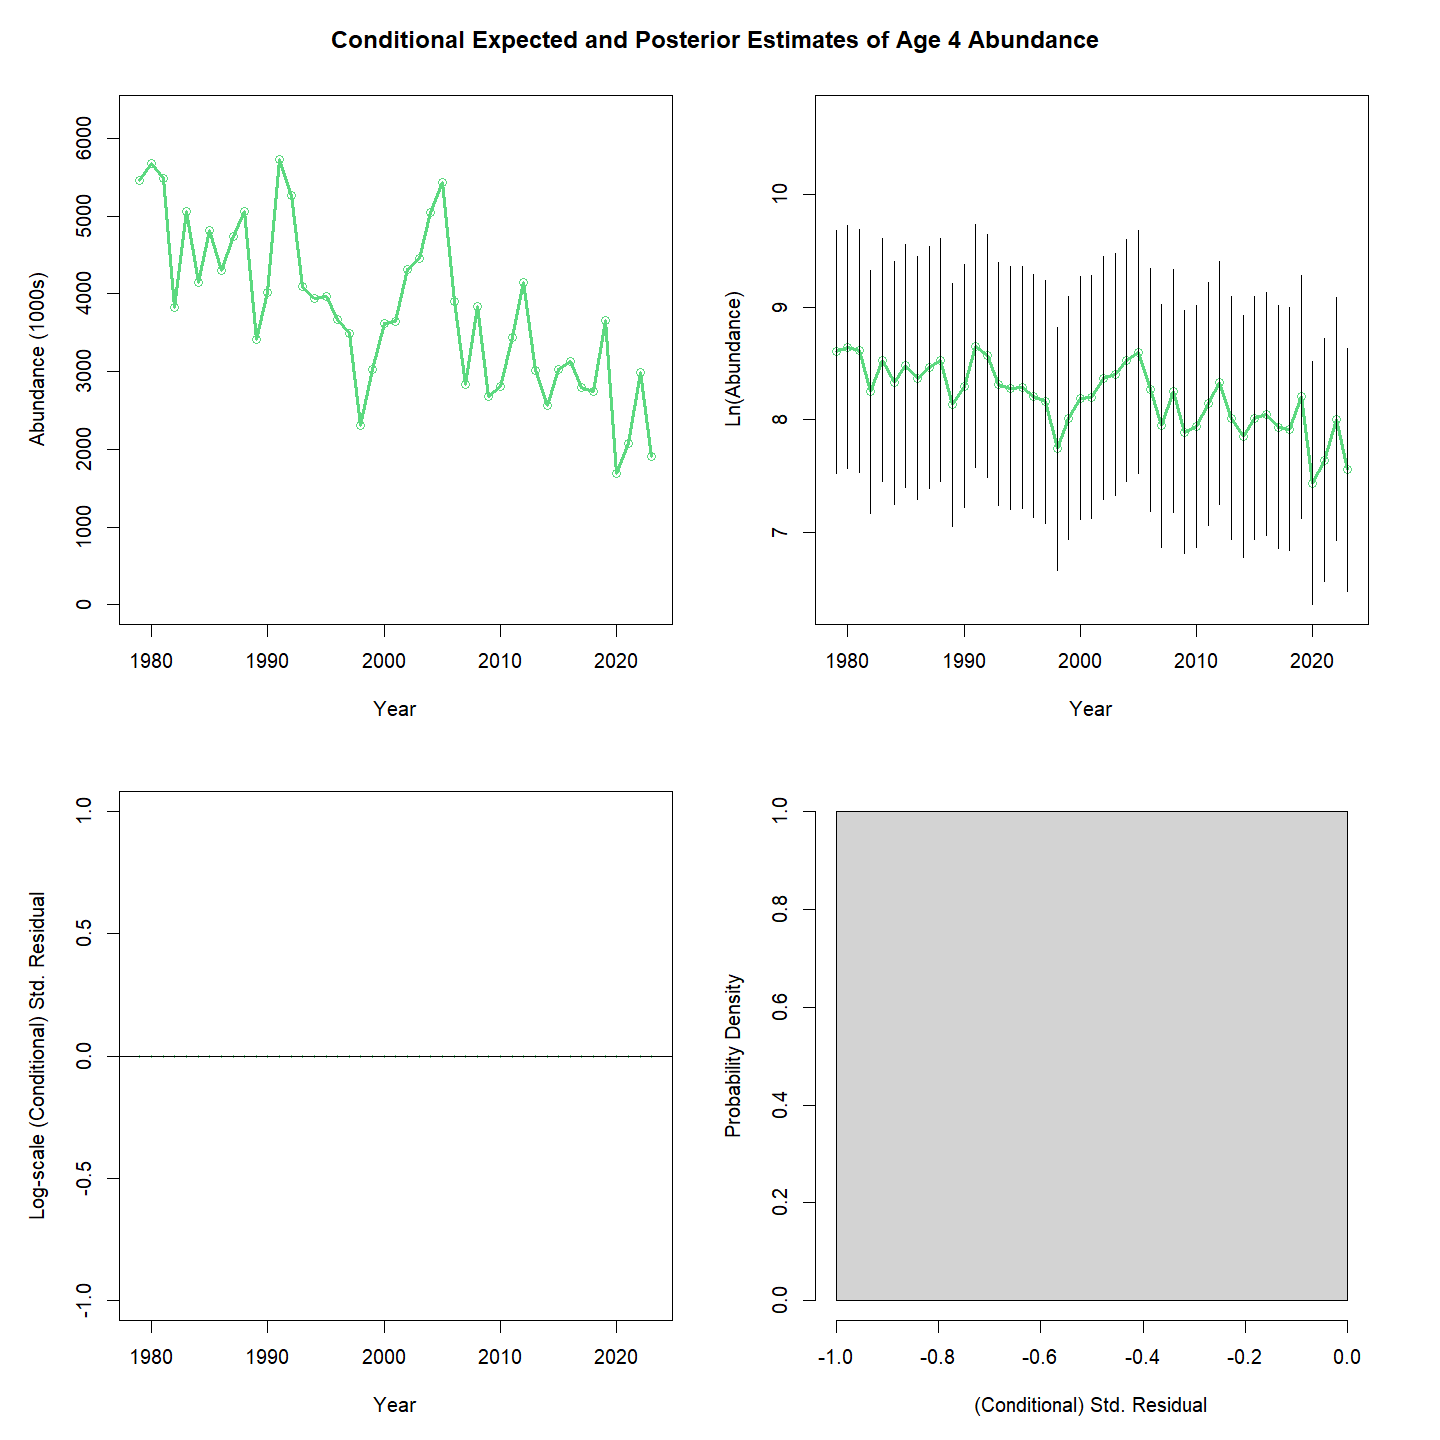 Conditional Expected and Posterior Estimates of Age 4 Abundance
Abundance (1000s)
6000
5000
4000
3000
2000
1000
0
1980 1990 2000 2010 2020
Year
Ln(Abundance)
10
9
8
7
1980 1990 2000 2010 2020
Year
Log-scale (Conditional) Std. Residual
1.0
0.5
0.0
-0.5
-1.0
1980 1990 2000 2010 2020
Year
Probability Density
1.0
0.8
0.6
0.4
0.2
0.0
-1.0 -0.8 -0.6 -0.4 -0.2 0.0
(Conditional) Std. Residual